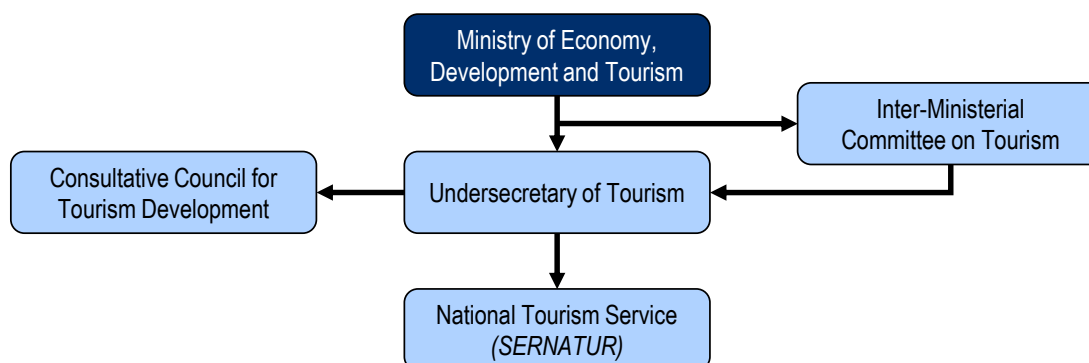 Ministry of Economy,
Development and Tourism
Inter-Ministerial
Committee on Tourism
Consultative Council for
Tourism Development
Undersecretary of Tourism
National Tourism Service
(SERNATUR)